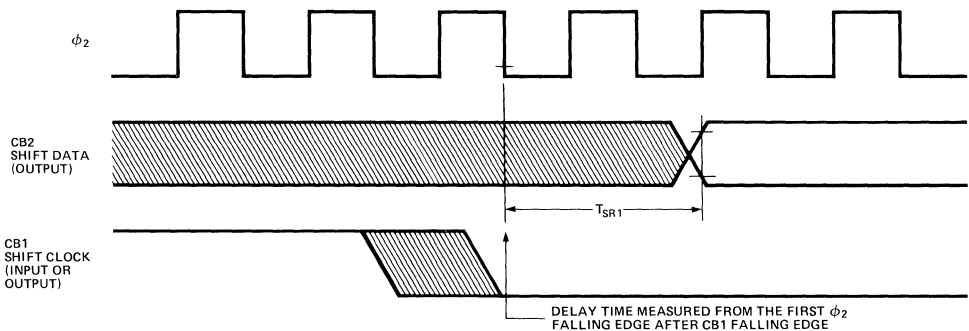 ϕ2
CB2
SHIFT DATA
(OUTPUT)
TSR1
CB1
SHIFT CLOCK
(INPUT OR
OUTPUT)
DELAY TIME MEASURED FROM THE FIRST ϕ2
FALLING EDGE AFTER CB1 FALLING EDGE